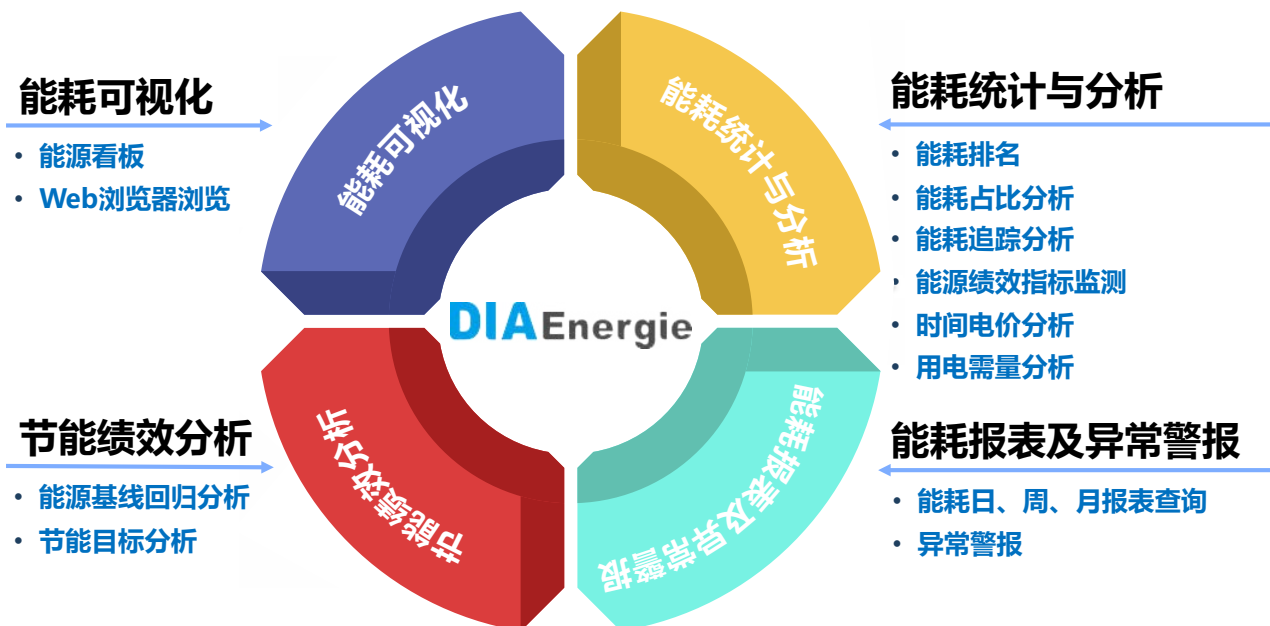 能耗可视化
• 能源看板
• Web浏览器浏览
能耗可视化
能耗统计与分析
能耗统计与分析
• 能耗排名
• 能耗占比分析
• 能耗追踪分析
• 能源绩效指标监测
• 时间电价分析
• 用电需量分析
DIAEnergie
节能绩效分析
• 能源基线回归分析
• 节能目标分析
节能绩效分析
能耗报表及异常警报
能耗报表及异常警报
• 能耗日、周、月报表查询
• 异常警报